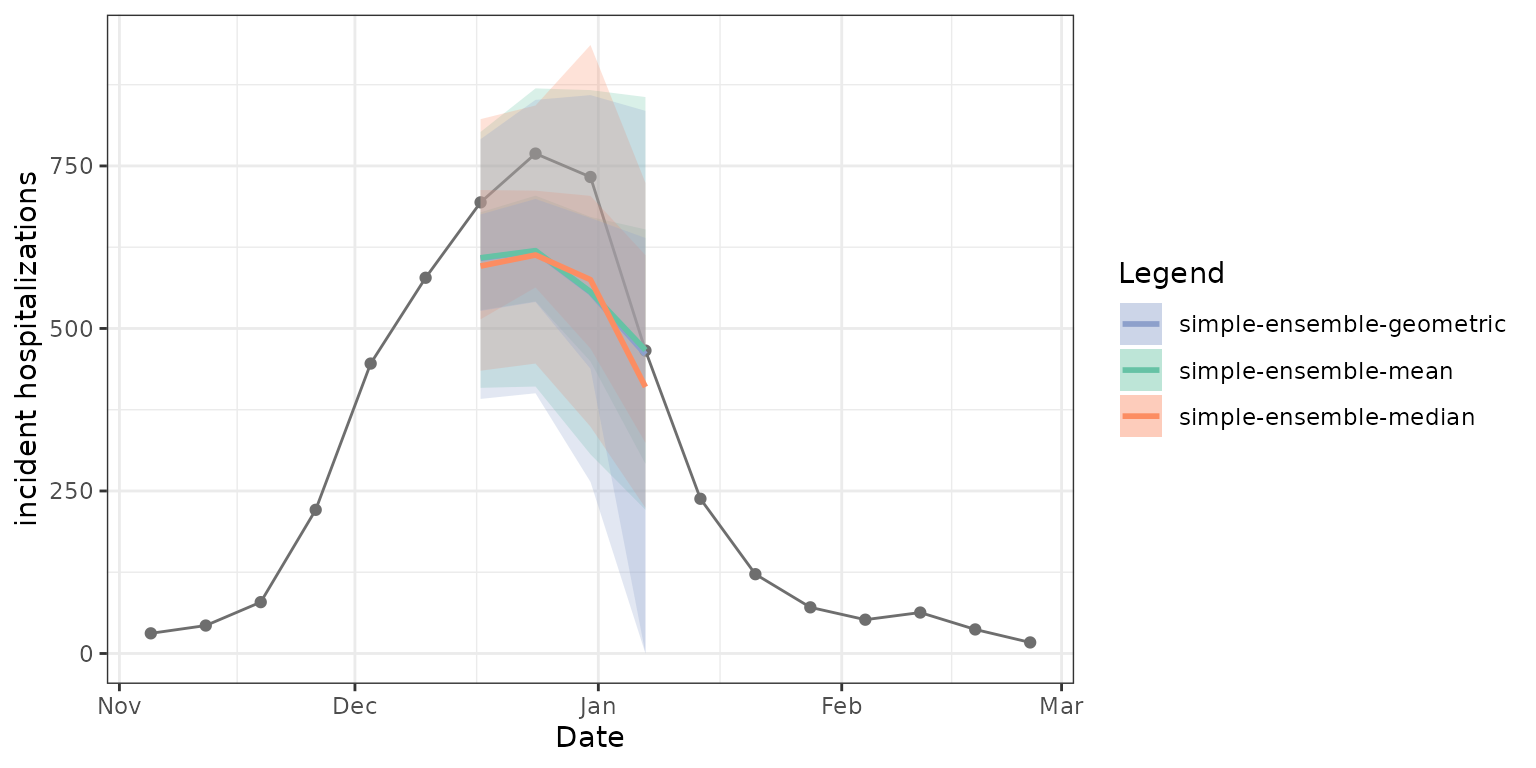 incident hospitalizations
750
500
250
0
Nov
Dec
Jan
Feb
Mar
Date
Legend
simple-ensemble-geometric
simple-ensemble-mean
simple-ensemble-median